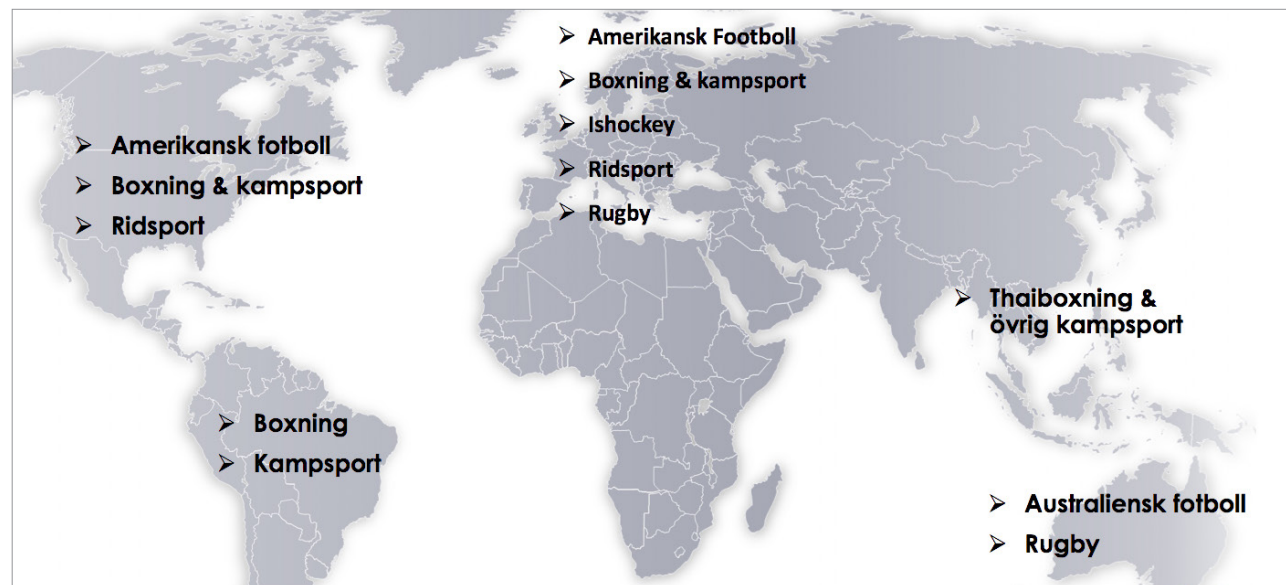 Amerikansk fotboll
Boxning & kampsport
Ridsport
Boxning
Kampsport
Amerikansk Footboll
Boxning & kampsport
Ishockey
Ridsport
Rugby
Thaiboxning &
övrig kampsport
Australiensk fotboll
Rugby